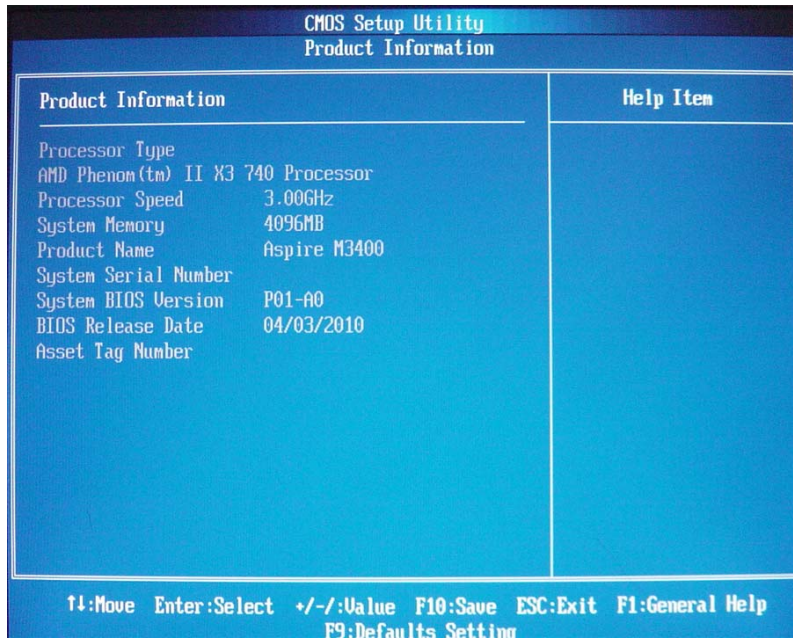 CMOS Setup Utility
Product Information
Product Information
Help Item
Processor Type
AMD Phenom(tm) II X3 740 Processor
Processor Speed 3.00GHz
System Memory 4096MB
Product Name Aspire M3400
System Serial Number
System BIOS Version P01-A0
BIOS Release Date 04/03/2010
Asset Tag Number
↑↓:Move Enter:Select +/-/:Value F10:Save ESC:Exit F1:General Help
F9:Defaults Setting